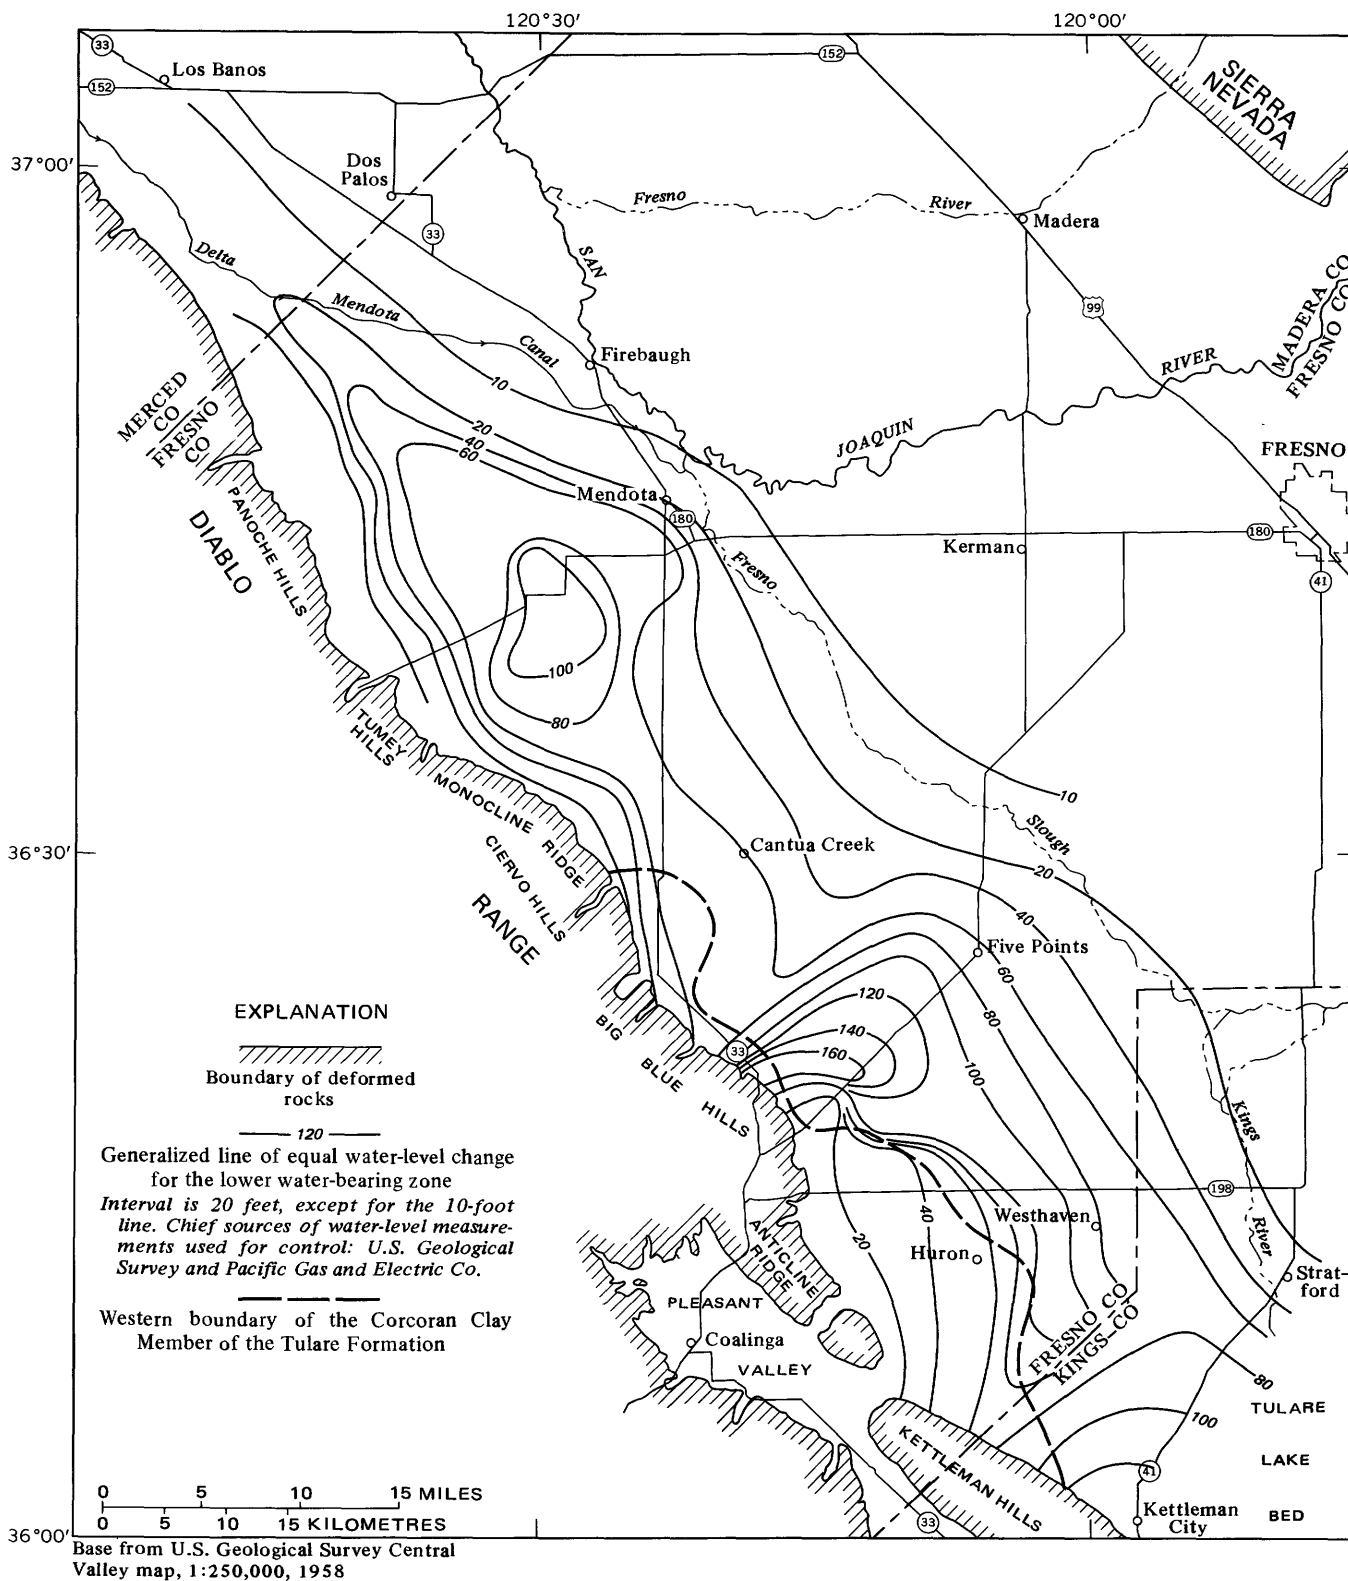 120°30'
120°00'
33
152
Los Banos
152
SIERRA
NEVADA
37°00'
Dos
Palos
33
Fresno
River
Madera
SAN
Delta
Mendota
Canal
Firebaugh
99
MADERA CO
FRESNO CO
RIVER
JOAQUIN
MERCED
CO
FRESNO
CO
10
20
40
60
FRESNO
PANOCHE HILLS
DIABLO
Mendota
180
180
Kerman
Fresno
41
100
80
TUMEY
HILLS
MONOCLINE
RIDGE
10
Slough
36°30'
Cantua Creek
CIERVO HILLS
RANGE
20
40
Five Points
60
80
100
120
140
160
33
BIG
BLUE
HILLS
Kings
River
198
EXPLANATION
Boundary of deformed
rocks
120
Generalized line of equal water-level change
for the lower water-bearing zone
Interval is 20 feet, except for the 10-foot
line. Chief sources of water-level measure-
ments used for control: U.S. Geological
Survey and Pacific Gas and Electric Co.
Western boundary of the Corcoran Clay
Member of the Tulare Formation
20
40
Westhaven
Huron
ANTICLINE
RIDGE
Strat-
ford
PLEASANT
Coalinga
VALLEY
FRESNO CO
KINGS CO
80
100
TULARE
LAKE
BED
KETTLEMAN HILLS
41
33
Kettleman
City
0 5 10 15 MILES
0 5 10 15 KILOMETRES
36°00'
Base from U.S. Geological Survey Central
Valley map, 1:250,000, 1958